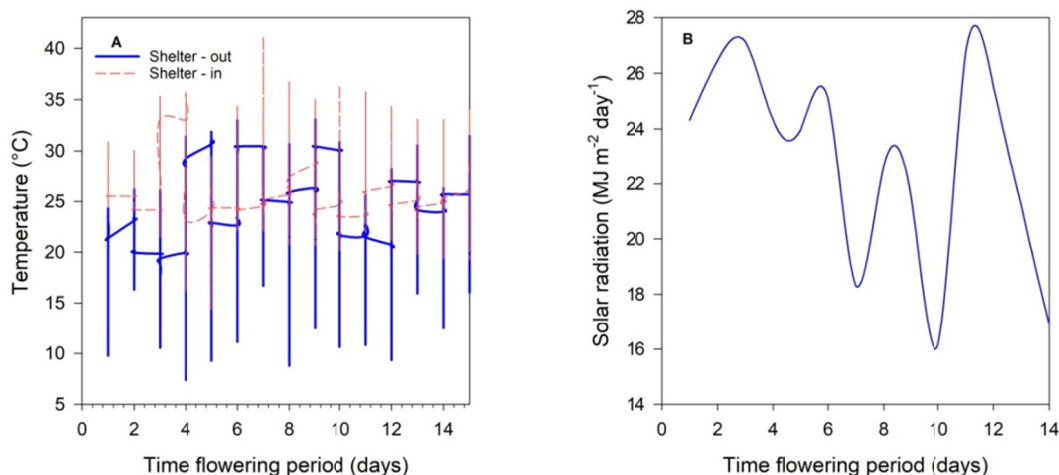 A
Shelter - out
Shelter - in
Temperature (°C)
40
35
30
25
20
15
10
5
0 2 4 6 8 10 12 14
Time flowering period (days)
B
Solar radiation (MJ m⁻² day⁻¹)
28
26
24
22
20
18
16
14
0 2 4 6 8 10 12 14
Time flowering period (days)